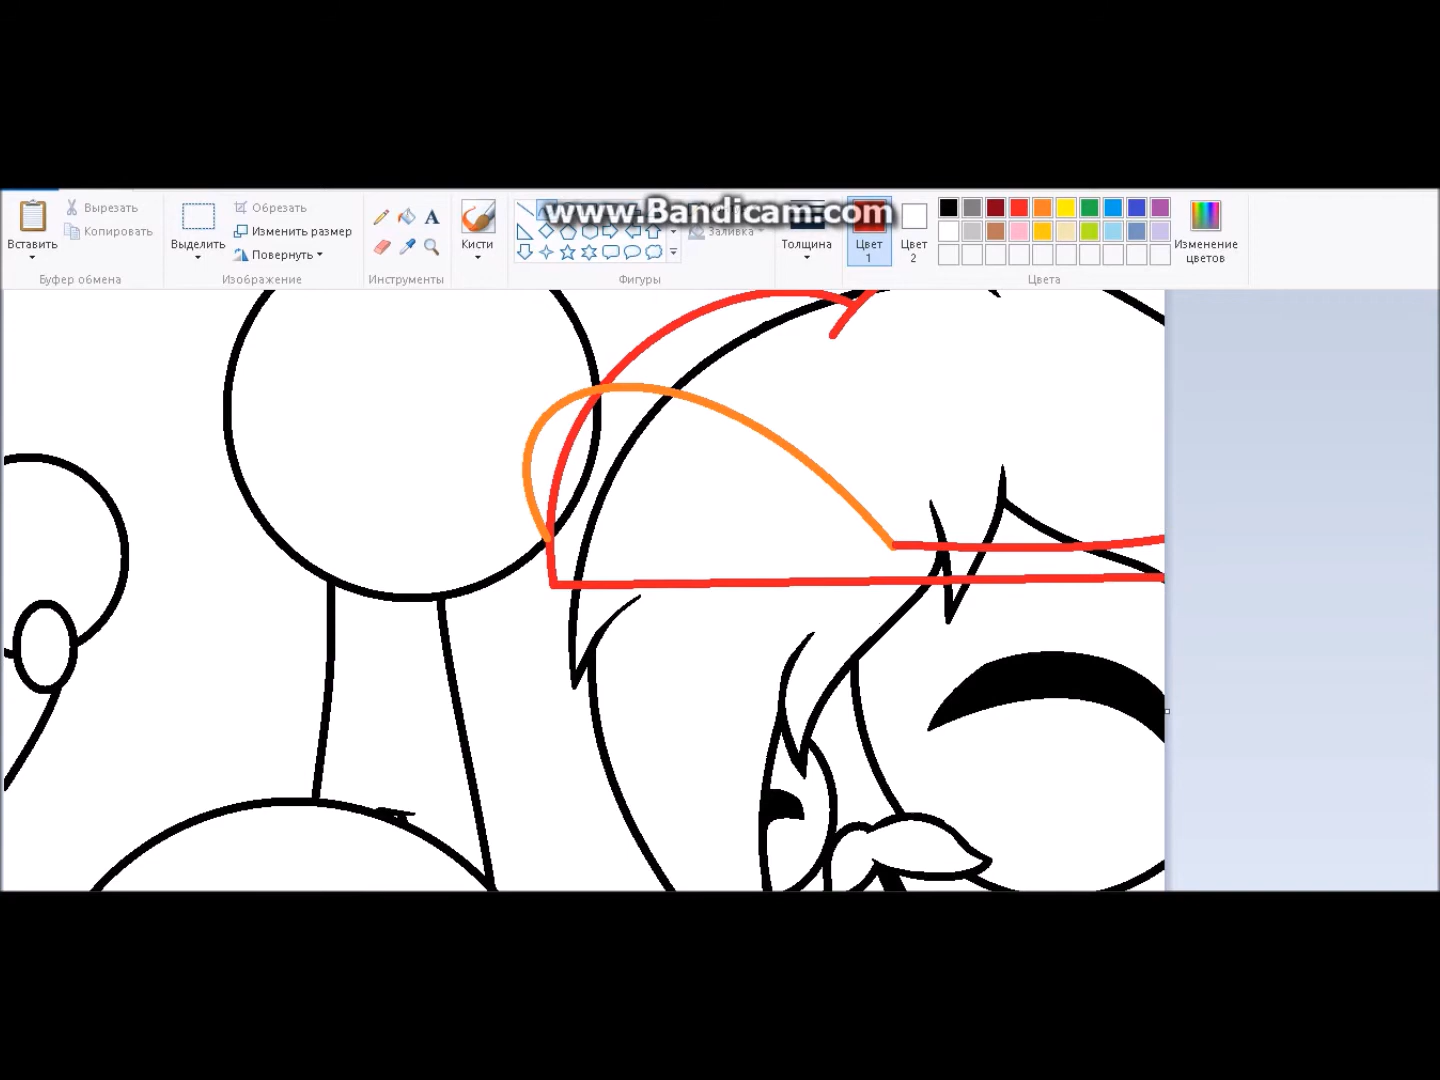 www.Bandicam.com
Вставить
Вырезать
Копировать
Буфер обмена
Выделить
Обрезать
Изменить размер
Повернуть
Изображение
A
Инструменты
Кисти
Заливка
Фигуры
Толщина
Цвет
1
Цвет
2
Изменение
цветов
Цвета